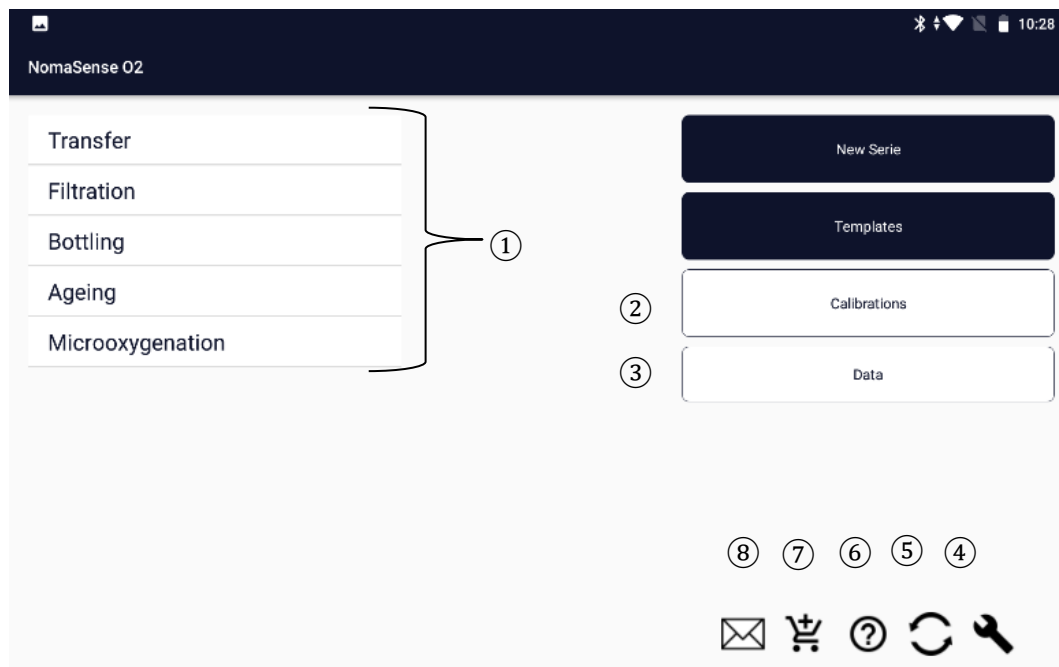 10:28
NomaSense O2
Transfer
Filtration
Bottling
Ageing
Microoxygenation
①
New Serie
Templates
② Calibrations
③ Data
⑧ ⑦ ⑥ ⑤ ④